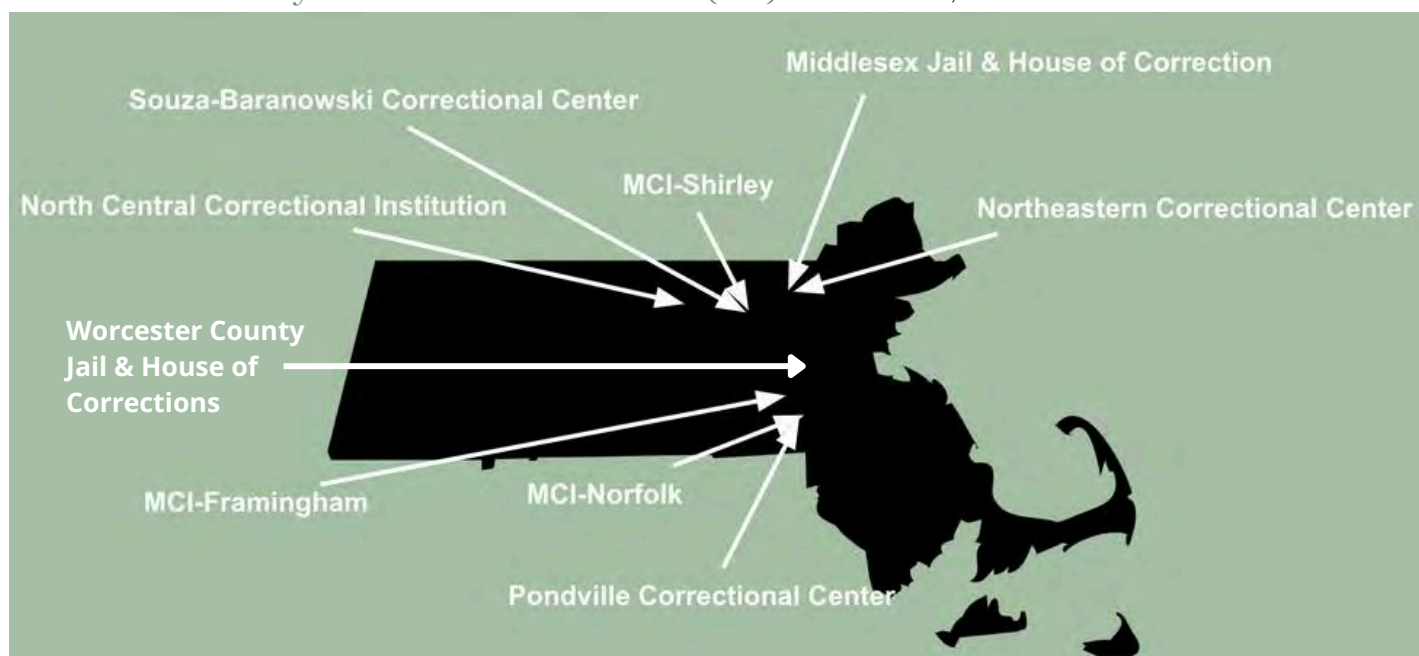 Middlesex Jail & House of Correction
Souza-Baranowski Correctional Center
MCI-Shirley
North Central Correctional Institution
Northeastern Correctional Center
Worcester County
Jail & House of
Corrections
MCI-Framingham
MCI-Norfolk
Pondville Correctional Center